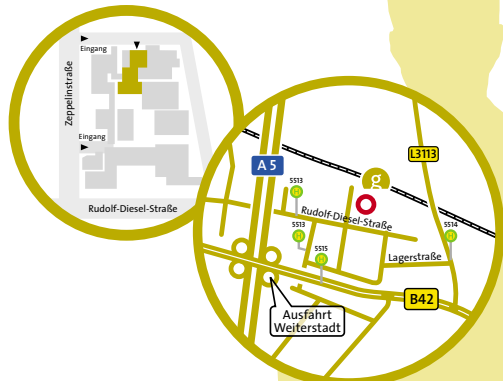 Eingang
Zeppelinstraße
Eingang
Rudolf-Diesel-Straße
A 5
L3113
g
5513
H
Rudolf-Diesel-Straße
5513
H
5514
H
5515
H
Lagerstraße
B42
Ausfahrt
Weiterstadt